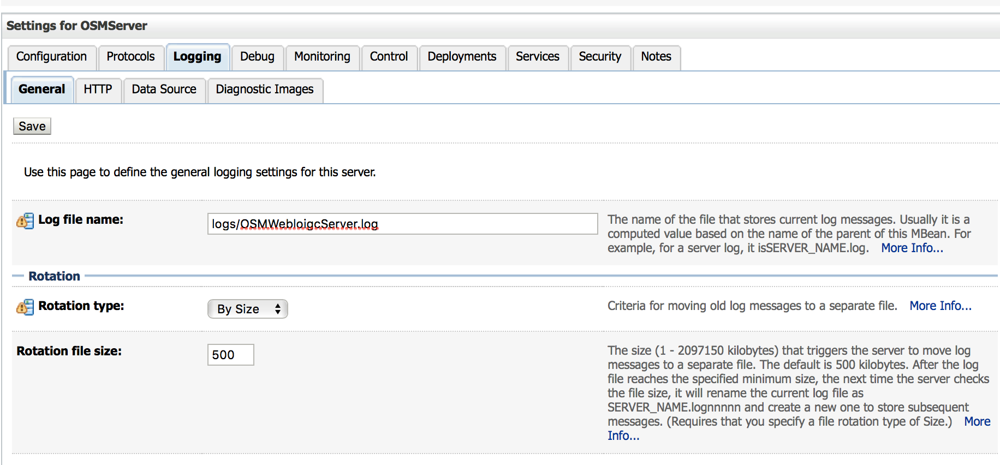 Settings for OSMServer
Configuration Protocols Logging Debug Monitoring Control Deployments Services Security Notes
General HTTP Data Source Diagnostic Images
Save
Use this page to define the general logging settings for this server.
Log file name:
logs/OSMWebloigcServer.log
The name of the file that stores current log messages. Usually it is a
computed value based on the name of the parent of this MBean. For
example, for a server log, it isSERVER_NAME.log. More Info...
Rotation
Rotation type:
By Size
Criteria for moving old log messages to a separate file. More Info...
Rotation file size:
500
The size (1 - 2097150 kilobytes) that triggers the server to move log
messages to a separate file. The default is 500 kilobytes. After the log
file reaches the specified minimum size, the next time the server checks
the file size, it will rename the current log file as
SERVER_NAME.lognnnnn and create a new one to store subsequent
messages. (Requires that you specify a file rotation type of Size.) More
Info...